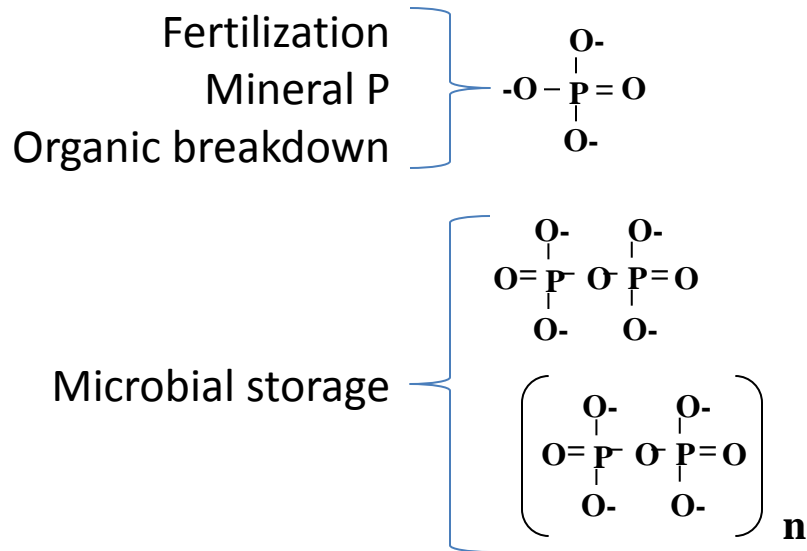 Fertilization
Mineral P
Organic breakdown
O-
-O – P = O
O-
O- O-
O= P- O- P = O
O- O-
Microbial storage
O- O-
O= P- O- P = O
O- O-
n